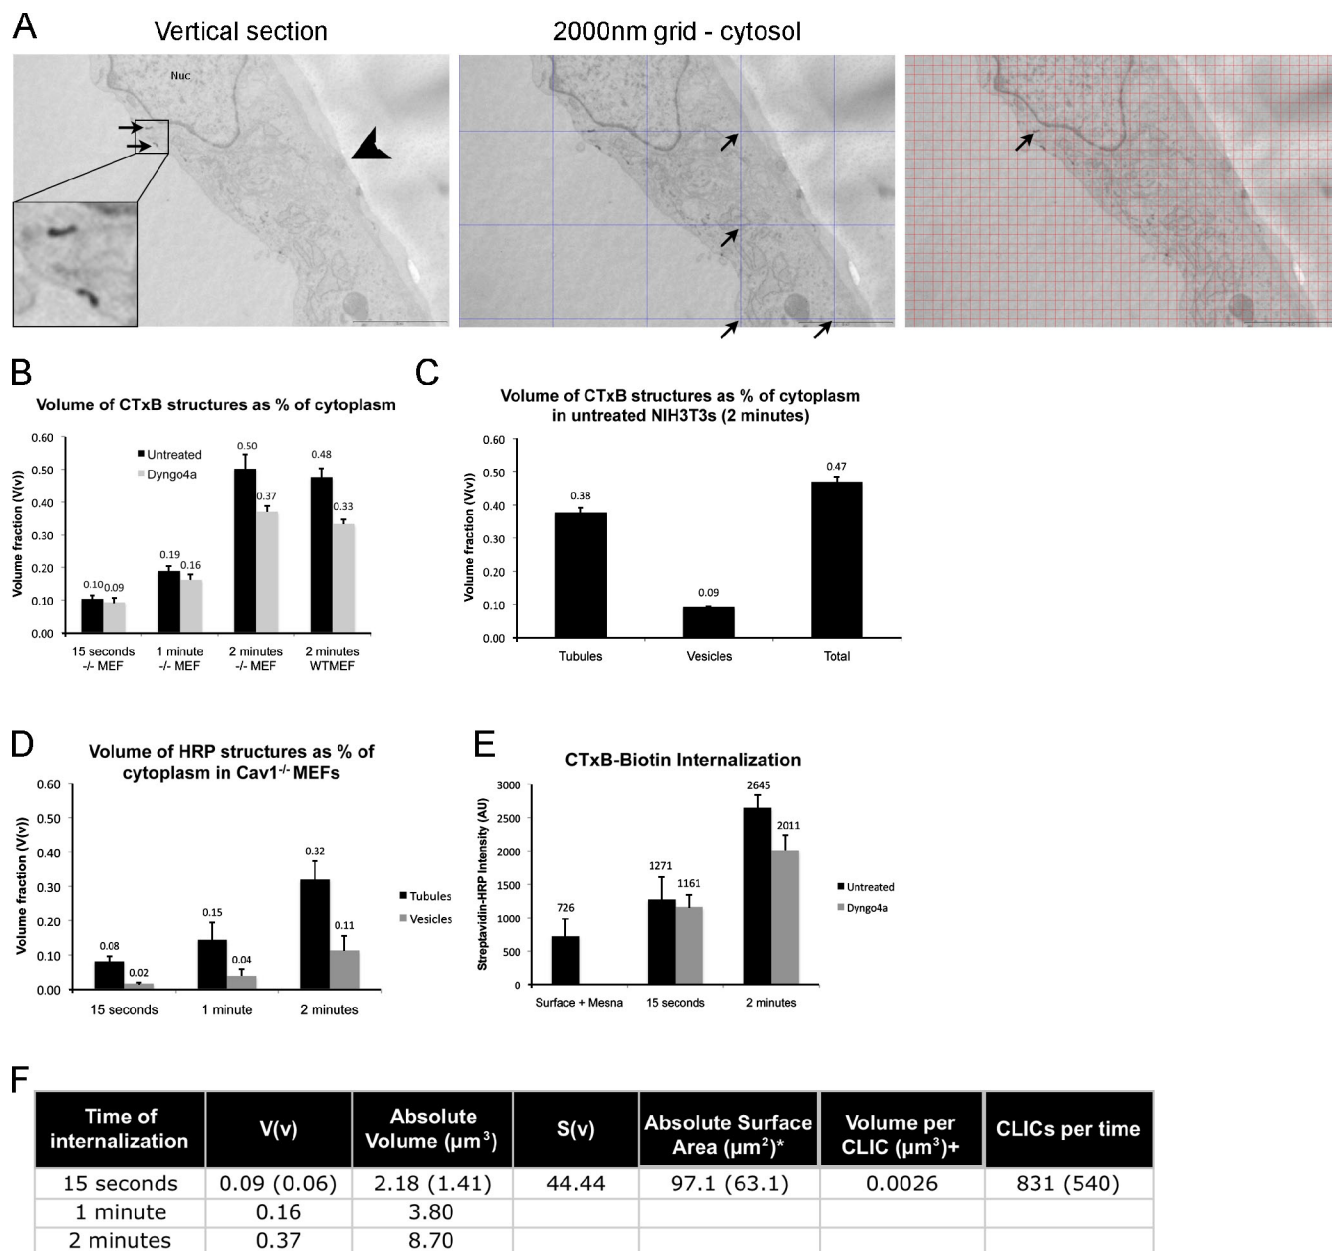 A
Vertical section
2000nm grid - cytosol
Nuc
B
Volume of CTxB structures as % of cytoplasm
Volume fraction (V(v))
0.60
0.50
0.40
0.30
0.20
0.10
0.00
Untreated
Dyngo4a
0.10
0.09
0.19
0.16
0.50
0.37
0.48
0.33
15 seconds
-/- MEF
1 minute
-/- MEF
2 minutes
-/- MEF
2 minutes
WTMEF
C
Volume of CTxB structures as % of cytoplasm
in untreated NIH3T3s (2 minutes)
Volume fraction (V(v))
0.60
0.50
0.40
0.30
0.20
0.10
0.00
0.38
0.09
0.47
Tubules
Vesicles
Total
D
Volume of HRP structures as % of
cytoplasm in Cav1-/- MEFs
Volume fraction (V(v))
0.60
0.50
0.40
0.30
0.20
0.10
0.00
0.08
0.02
0.15
0.04
0.32
0.11
Tubules
Vesicles
15 seconds
1 minute
2 minutes
E
CTxB-Biotin Internalization
Streptavidin-HRP Intensity (AU)
3000
2500
2000
1500
1000
500
0
726
1271
1161
2645
2011
Untreated
Dyngo4a
Surface + Mesna
15 seconds
2 minutes
F
Time of
internalization
V(v)
Absolute
Volume (µm³)
S(v)
Absolute Surface
Area (µm²)*
Volume per
CLIC (µm³)+
CLICs per time
15 seconds 0.09 (0.06) 2.18 (1.41) 44.44 97.1 (63.1) 0.0026 831 (540)
1 minute 0.16 3.80
2 minutes 0.37 8.70